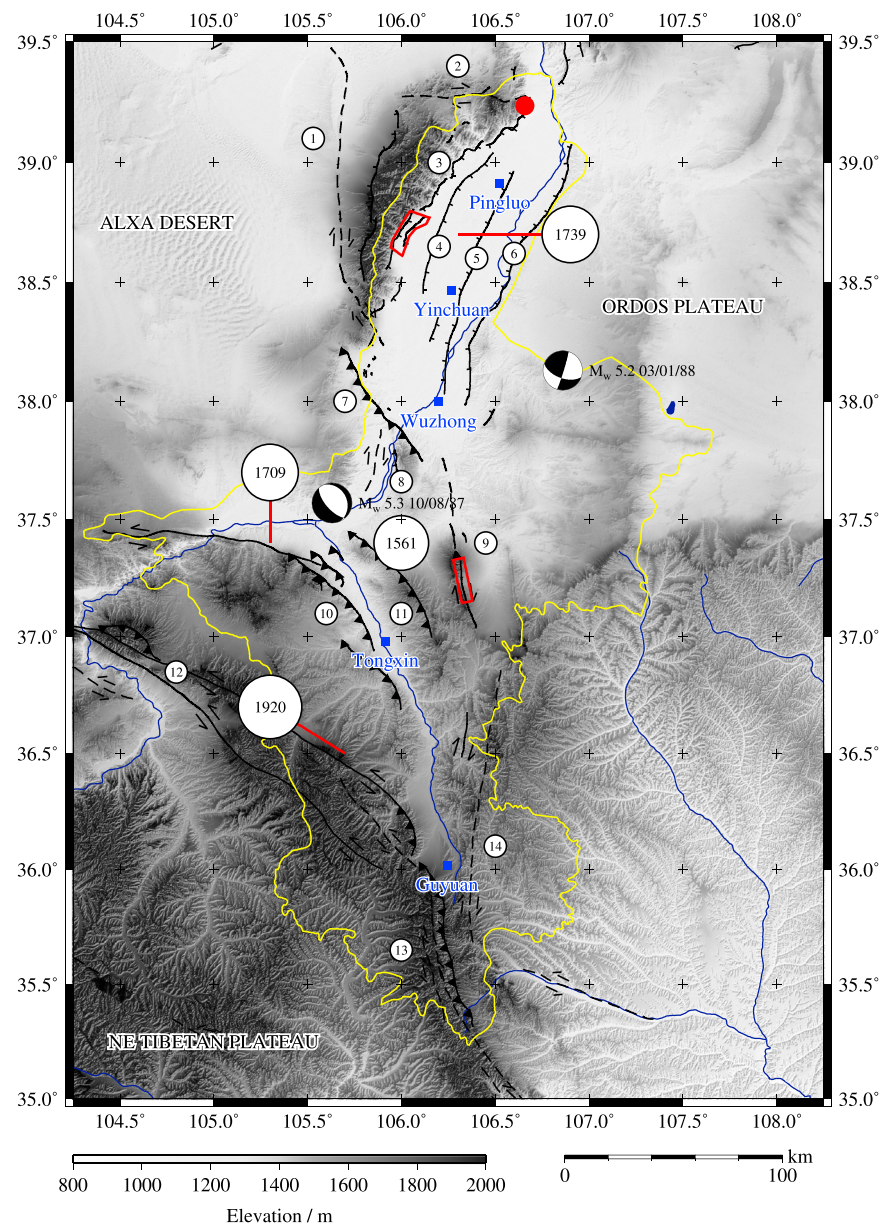 104.5˚ 105.0˚ 105.5˚ 106.0˚ 106.5˚ 107.0˚ 107.5˚ 108.0˚
39.5˚ 39.5˚
2
1
39.0˚ 3 39.0˚
Pingluo
ALXA DESERT
1739
4
5 6
38.5˚ 38.5˚
Yinchuan
ORDOS PLATEAU
Mw 5.2 03/01/88
38.0˚ 7 38.0˚
Wuzhong
1709
8
Mw 5.3 10/08/87
37.5˚ 37.5˚
1561 9
10 11
37.0˚ 37.0˚
Tongxin
12
1920
36.5˚ 36.5˚
14
36.0˚ 36.0˚
Guyuan
13
35.5˚ 35.5˚
NE TIBETAN PLATEAU
35.0˚ 35.0˚
104.5˚ 105.0˚ 105.5˚ 106.0˚ 106.5˚ 107.0˚ 107.5˚ 108.0˚
km
800 1000 1200 1400 1600 1800 2000
0 100
Elevation / m